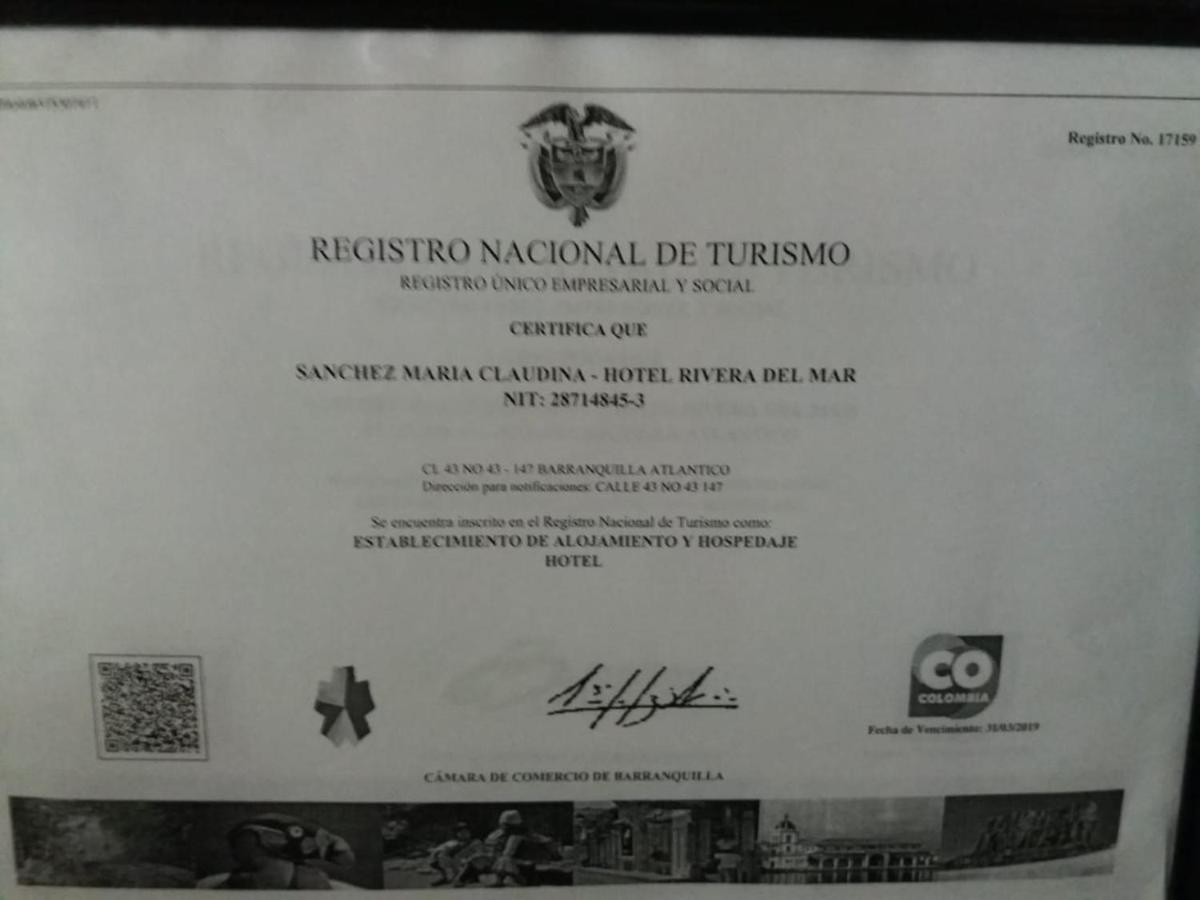 Registro No. 17159
REGISTRO NACIONAL DE TURISMO
REGISTRO ÚNICO EMPRESARIAL Y SOCIAL
CERTIFICA QUE
SANCHEZ MARIA CLAUDINA - HOTEL RIVERA DEL MAR
NIT: 28714845-3
CL 43 NO 43 - 147 BARRANQUILLA ATLANTICO
Dirección para notificaciones: CALLE 43 NO 43 147
Se encuentra inscrito en el Registro Nacional de Turismo como:
ESTABLECIMIENTO DE ALOJAMIENTO Y HOSPEDAJE
HOTEL
CO
COLOMBIA
Fecha de Vencimiento: 31/03/2019
CÁMARA DE COMERCIO DE BARRANQUILLA